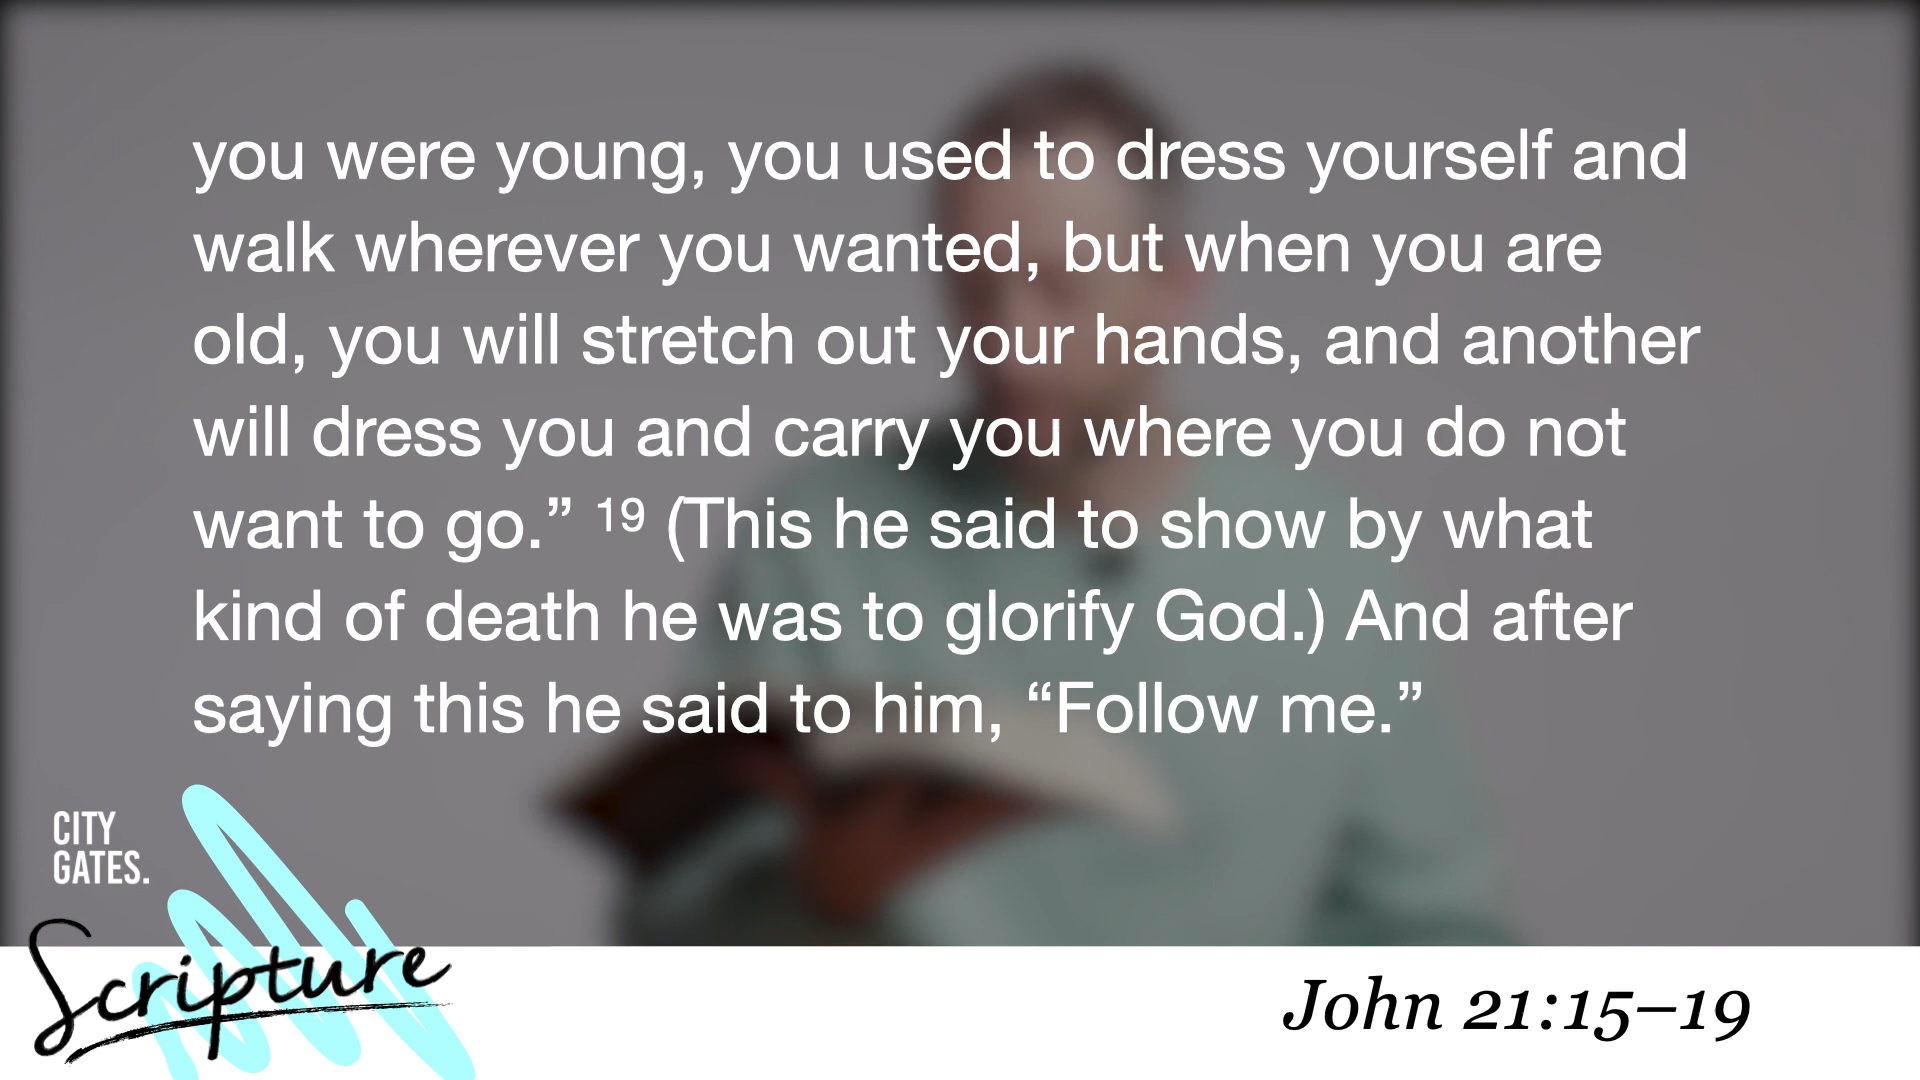 you were young, you used to dress yourself and
walk wherever you wanted, but when you are
old, you will stretch out your hands, and another
will dress you and carry you where you do not
want to go.” ¹⁹ (This he said to show by what
kind of death he was to glorify God.) And after
saying this he said to him, “Follow me.”
CITY
GATES.
Scripture
John 21:15–19